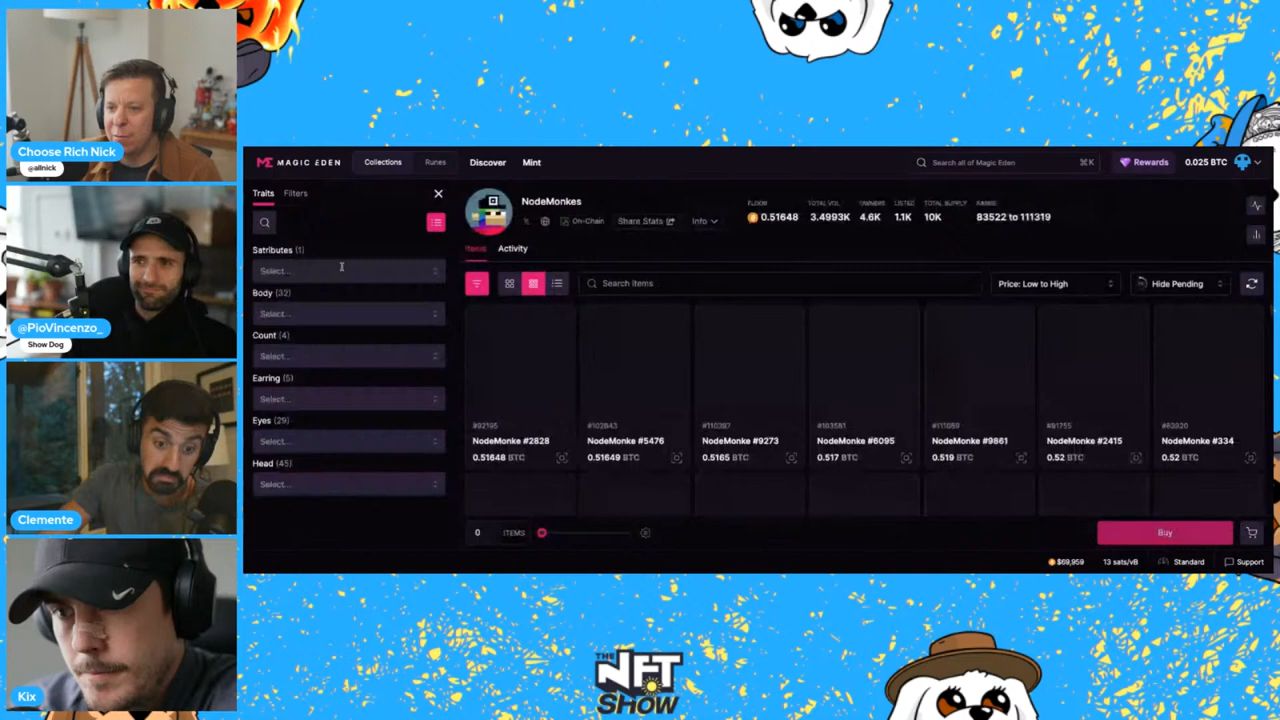 Choose Rich Nick
@allnick
@PioVincenzo_
Show Dog
Clemente
Kix
MAGIC EDEN
Collections
Runes
Discover
Mint
Search all of Magic Eden
⌘K
Rewards
0.025 BTC
Traits
Filters
Satributes (1)
Select...
Body (32)
Select...
Count (4)
Select...
Earring (5)
Select...
Eyes (29)
Select...
Head (45)
Select...
NodeMonkes
On-Chain
Share Stats
Info
FLOOR
0.51648
TOTAL VOL
3.4993K
OWNERS
4.6K
LISTED
1.1K
TOTAL SUPPLY
10K
RANGE
83522 to 111319
Items
Activity
Search items
Price: Low to High
Hide Pending
#92195
NodeMonke #2828
0.51648 BTC
NodeMonke #5476
0.51649 BTC
NodeMonke #9273
0.5165 BTC
NodeMonke #6095
0.517 BTC
NodeMonke #9861
0.519 BTC
NodeMonke #2415
0.52 BTC
NodeMonke #334
0.52 BTC
0
ITEMS
Buy
$69,959
13 sats/vB
Standard
Support
THE
NFT
SHOW